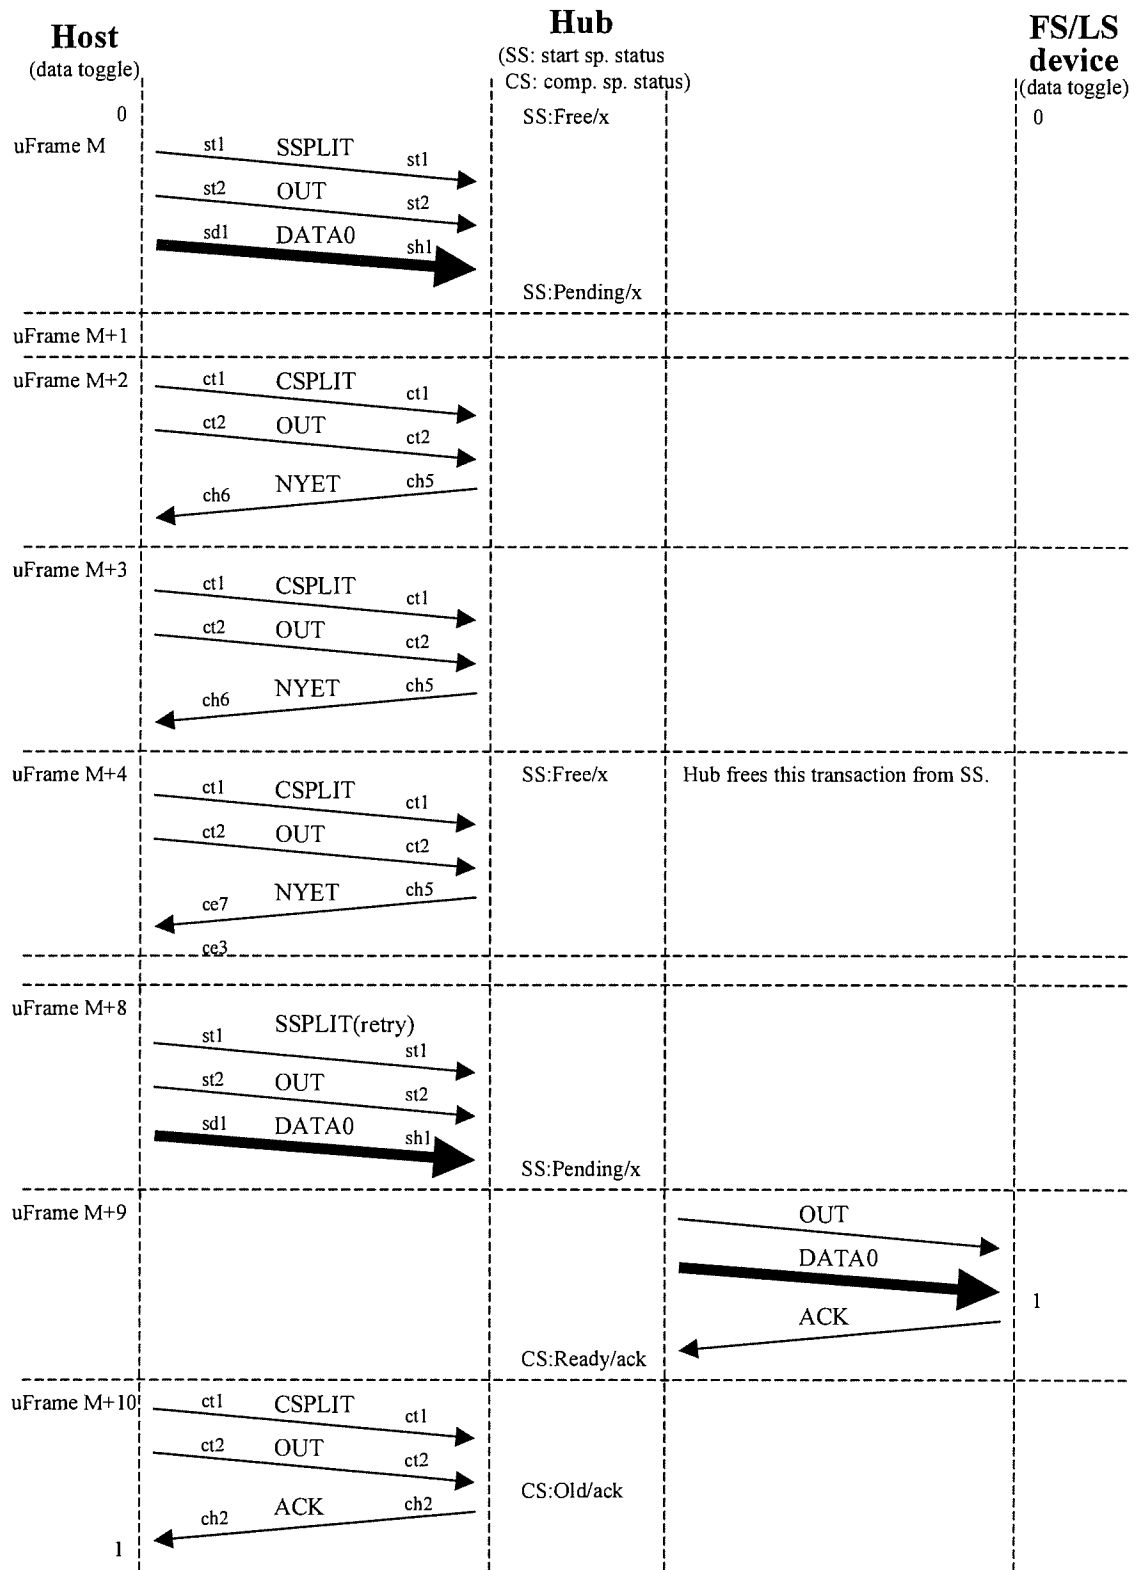 Host
(data toggle)
Hub
(SS: start sp. status
CS: comp. sp. status)
FS/LS
device
(data toggle)
0
SS:Free/x
0
uFrame M
st1 SSPLIT st1
st2 OUT st2
sd1 DATA0 sh1
SS:Pending/x
uFrame M+1
uFrame M+2
ct1 CSPLIT ct1
ct2 OUT ct2
ch6 NYET ch5
uFrame M+3
ct1 CSPLIT ct1
ct2 OUT ct2
ch6 NYET ch5
uFrame M+4
SS:Free/x
Hub frees this transaction from SS.
ct1 CSPLIT ct1
ct2 OUT ct2
ce7 NYET ch5
ce3
uFrame M+8
st1 SSPLIT(retry) st1
st2 OUT st2
sd1 DATA0 sh1
SS:Pending/x
uFrame M+9
OUT
DATA0
1
ACK
CS:Ready/ack
uFrame M+10
ct1 CSPLIT ct1
ct2 OUT ct2
CS:Old/ack
ch2 ACK ch2
1